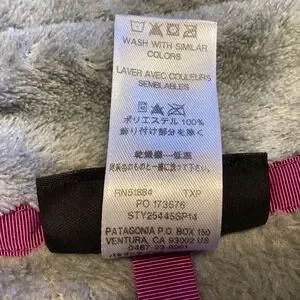 WASH WITH SIMILAR
COLORS
LAVER AVEC COULEURS
SEMBLABLES
ポリエステル 100%
飾り付け部分を除く
乾燥機―低温
RN51884 TXP
PO 173576
STY25445SP14
PATAGONIA P.O. BOX 150
VENTURA, CA 93002 US